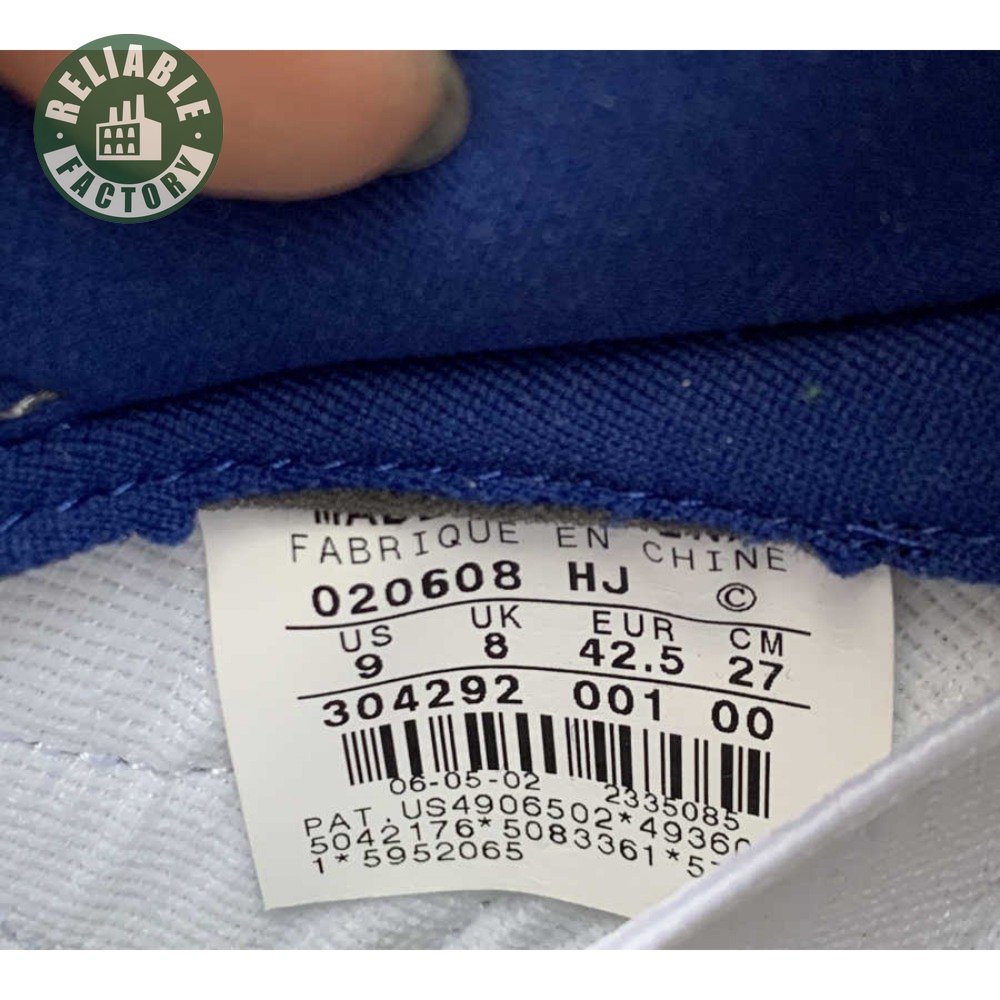 RELIABLE
FACTORY
FABRIQUE EN CHINE
020608 HJ ©
US UK EUR CM
9 8 42.5 27
304292 001 00
06-05-02 2335085
PAT.US4906502*49360
5042176*5083361*5
1*5952065